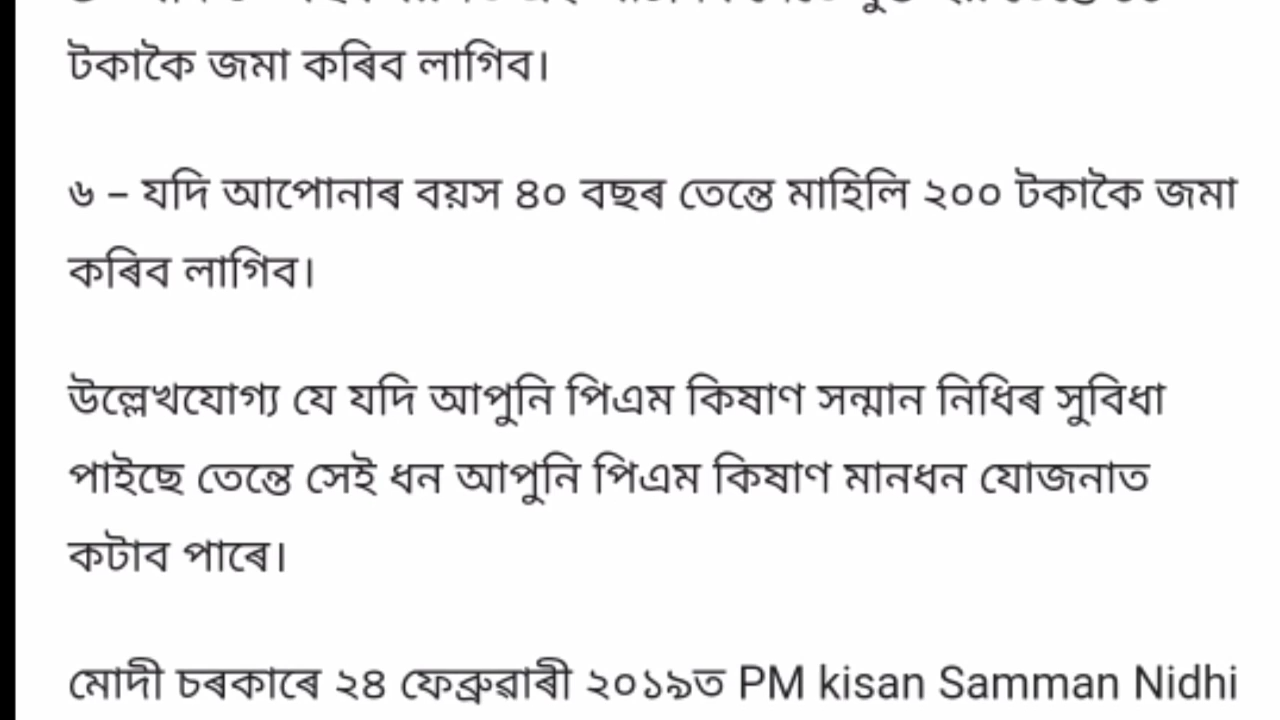 টকাকৈ জমা কৰিব লাগিব।
৬ – যদি আপোনাৰ বয়স ৪০ বছৰ তেন্তে মাহিলি ২০০ টকাকৈ জমা
কৰিব লাগিব।
উল্লেখযোগ্য যে যদি আপুনি পিএম কিষাণ সন্মান নিধিৰ সুবিধা
পাইছে তেন্তে সেই ধন আপুনি পিএম কিষাণ মানধন যোজনাত
কটাব পাৰে।
মোদী চৰকাৰে ২৪ ফেব্ৰুৱাৰী ২০১৯ত PM kisan Samman Nidhi